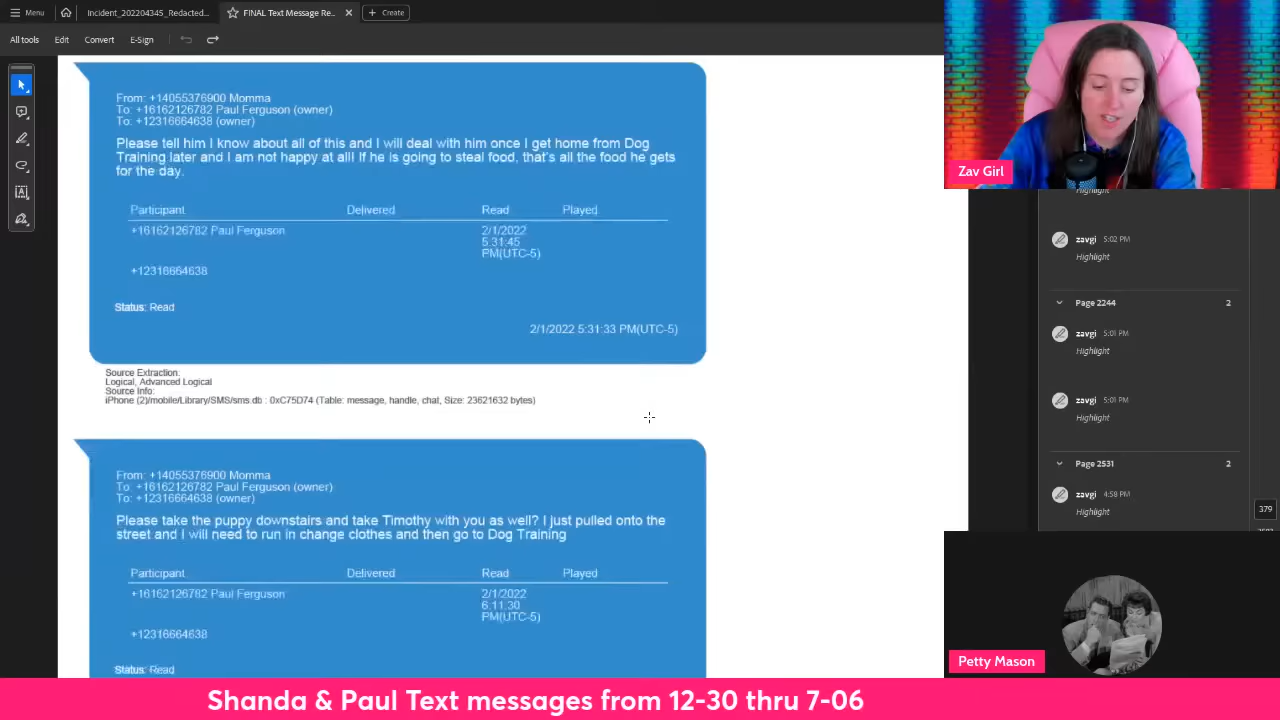 Menu
Incident_202204345_Redacted...
FINAL Text Message Re...
Create
All tools
Edit
Convert
E-Sign
From: +14055376900 Momma
To: +16162126782 Paul Ferguson (owner)
To: +12316664638 (owner)
Please tell him I know about all of this and I will deal with him once I get home from Dog
Training later and I am not happy at all! If he is going to steal food, that's all the food he gets
for the day.
Participant Delivered Read Played
+16162126782 Paul Ferguson 2/1/2022
5:31:45
PM(UTC-5)
+12316664638
Status: Read
2/1/2022 5:31:33 PM(UTC-5)
Source Extraction:
Logical, Advanced Logical
Source Info:
iPhone (2)/mobile/Library/SMS/sms.db : 0xC75D74 (Table: message, handle, chat, Size: 23621632 bytes)
From: +14055376900 Momma
To: +16162126782 Paul Ferguson (owner)
To: +12316664638 (owner)
Please take the puppy downstairs and take Timothy with you as well? I just pulled onto the
street and I will need to run in change clothes and then go to Dog Training
Participant Delivered Read Played
+16162126782 Paul Ferguson 2/1/2022
6:11:30
PM(UTC-5)
+12316664638
Status: Read
Zav Girl
Highlight
zavgi 5:02 PM
Highlight
Page 2244 2
zavgi 5:01 PM
Highlight
zavgi 5:01 PM
Highlight
Page 2531 2
zavgi 4:58 PM
Highlight
379
Petty Mason
Shanda & Paul Text messages from 12-30 thru 7-06